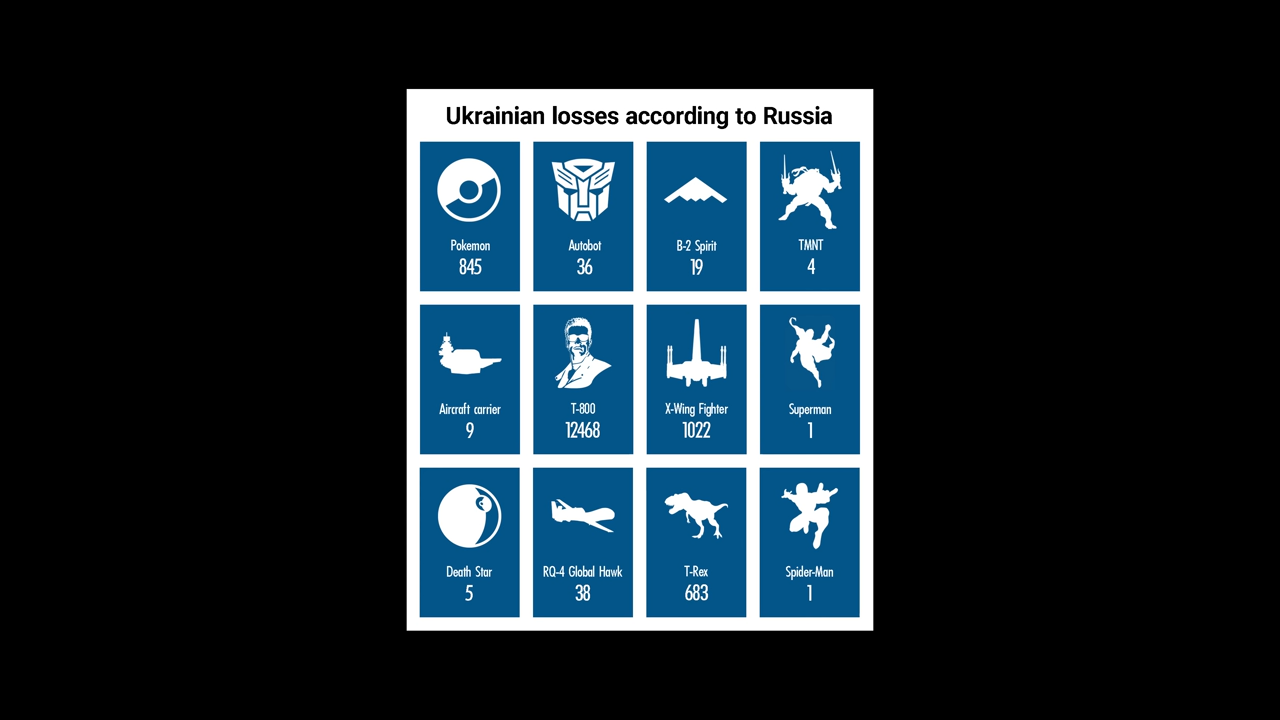 Ukrainian losses according to Russia
Pokemon
845
Autobot
36
B-2 Spirit
19
TMNT
4
Aircraft carrier
9
T-800
12468
X-Wing Fighter
1022
Superman
1
Death Star
5
RQ-4 Global Hawk
38
T-Rex
683
Spider-Man
1